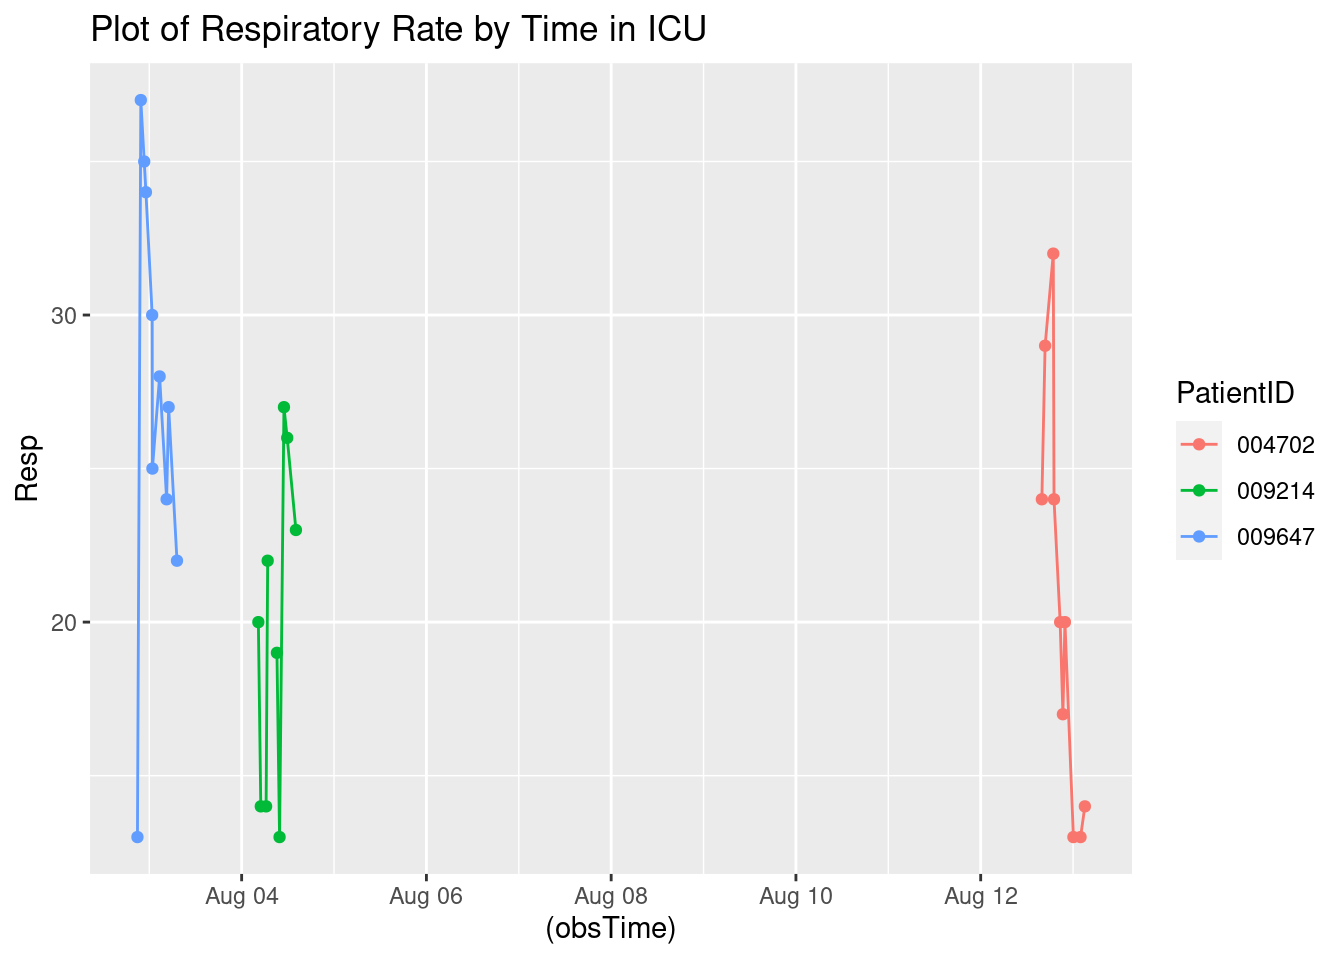 Plot of Respiratory Rate by Time in ICU
30
20
Resp
Aug 04 Aug 06 Aug 08 Aug 10 Aug 12
(obsTime)
PatientID
004702
009214
009647